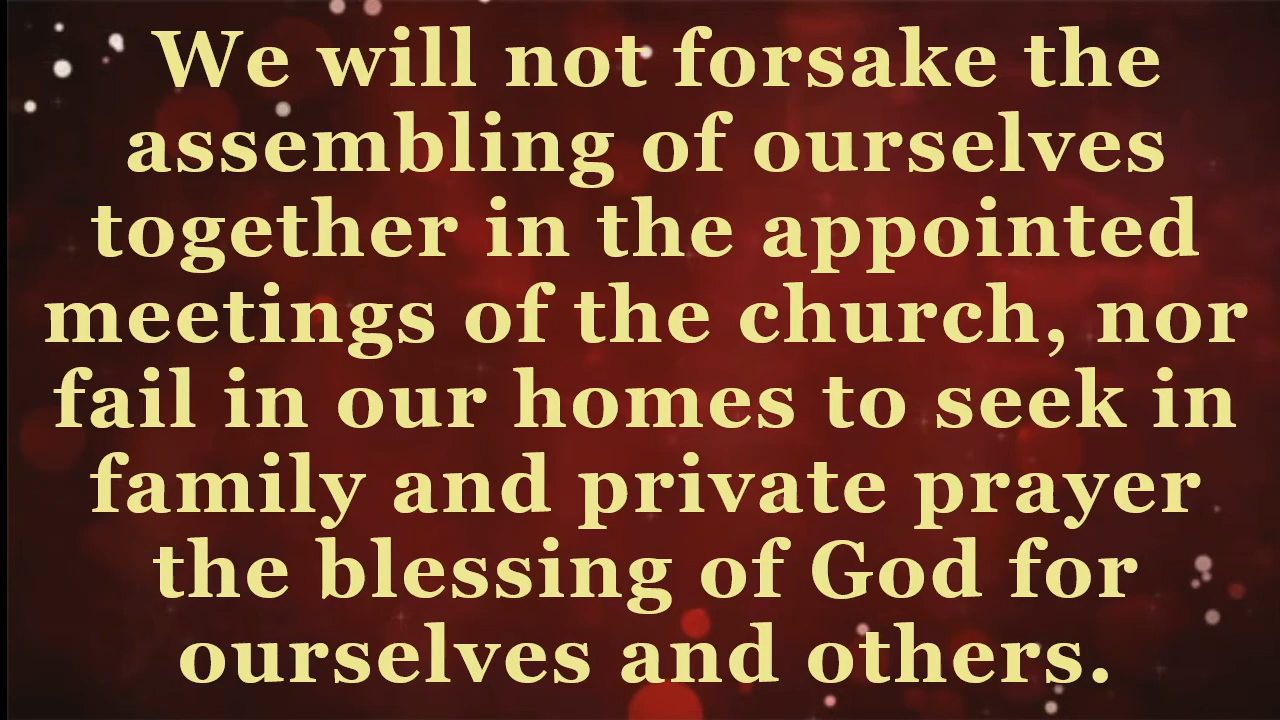 We will not forsake the
assembling of ourselves
together in the appointed
meetings of the church, nor
fail in our homes to seek in
family and private prayer
the blessing of God for
ourselves and others.